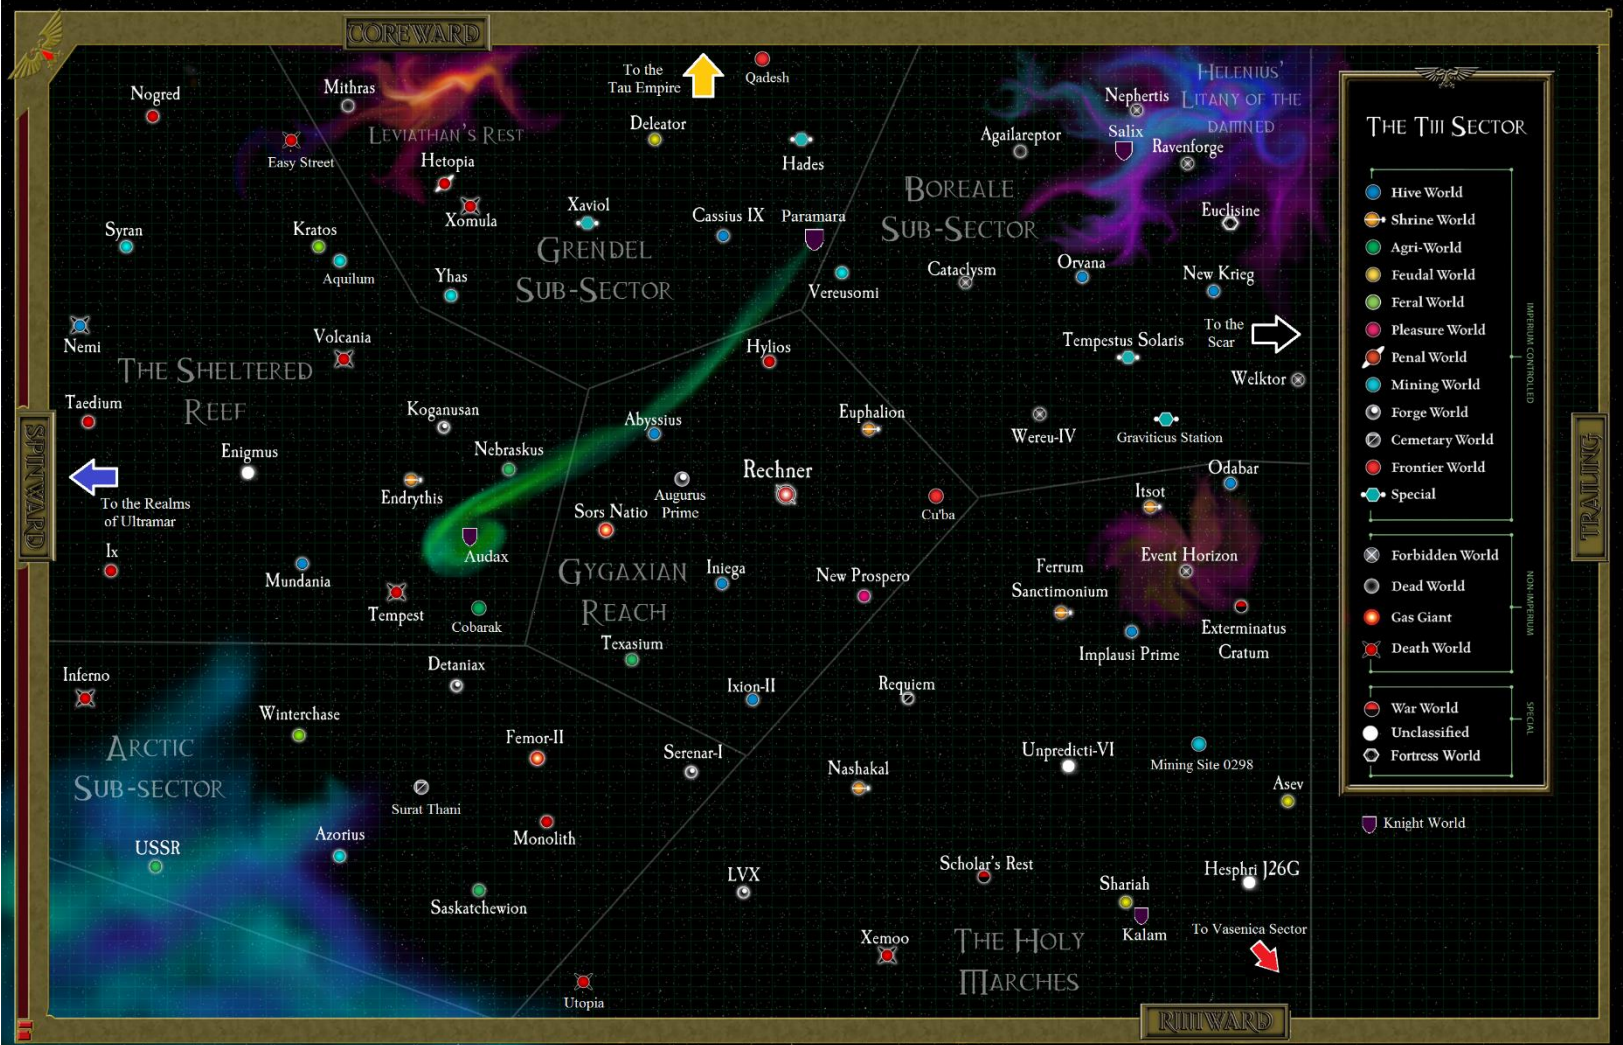 COREWARD
Nogred
Mithras
Easy Street
LEVIATHAN'S REST
Hetopia
Xomula
To the
Tau Empire
Qadesh
Deleator
Hades
HELENIUS'
LITANY OF THE
DAMNED
Nephertis
Agailareptor
Salix
Ravenforge
Euclisine
BOREALE
SUB-SECTOR
Syran
Kratos
Aquilum
Yhas
Xaviol
GRENDEL
SUB-SECTOR
Cassius IX
Paramara
Vereusomi
Cataclysm
Orvana
New Krieg
To the
Scar
Tempestus Solaris
Welktor
Nemi
Volcania
THE SHELTERED
REEF
Hylios
Taedium
Koganusan
Abyssius
Euphalion
Wereu-IV
Graviticus Station
SPINWARD
Enigmus
Nebraskus
Endrythis
To the Realms
of Ultramar
Rechner
Augurus
Prime
Sors Natio
Cu'ba
Odabar
Itsot
TRAILING
Ix
Mundania
Audax
Tempest
Cobarak
GYGAXIAN
REACH
Iniega
New Prospero
Event Horizon
Ferrum
Sanctimonium
Exterminatus
Cratum
Implausi Prime
Texasium
Inferno
Detaniax
Ixion-II
Requiem
Winterchase
ARCTIC
SUB-SECTOR
Femor-II
Serenar-I
Nashakal
Unpredicti-VI
Mining Site 0298
Asev
Surat Thani
Monolith
USSR
Azorius
Saskatchewion
LVX
Scholar's Rest
Shariah
Kalam
Hesphri J26G
To Vasenica Sector
Xemoo
THE HOLY
MARCHES
Utopia
RIMWARD
THE TIII SECTOR
Hive World
Shrine World
Agri-World
Feudal World
Feral World
Pleasure World
Penal World
Mining World
Forge World
Cemetary World
Frontier World
Special
IMPERIUM CONTROLLED
Forbidden World
Dead World
Gas Giant
Death World
NON-IMPERIUM
War World
Unclassified
Fortress World
SPECIAL
Knight World